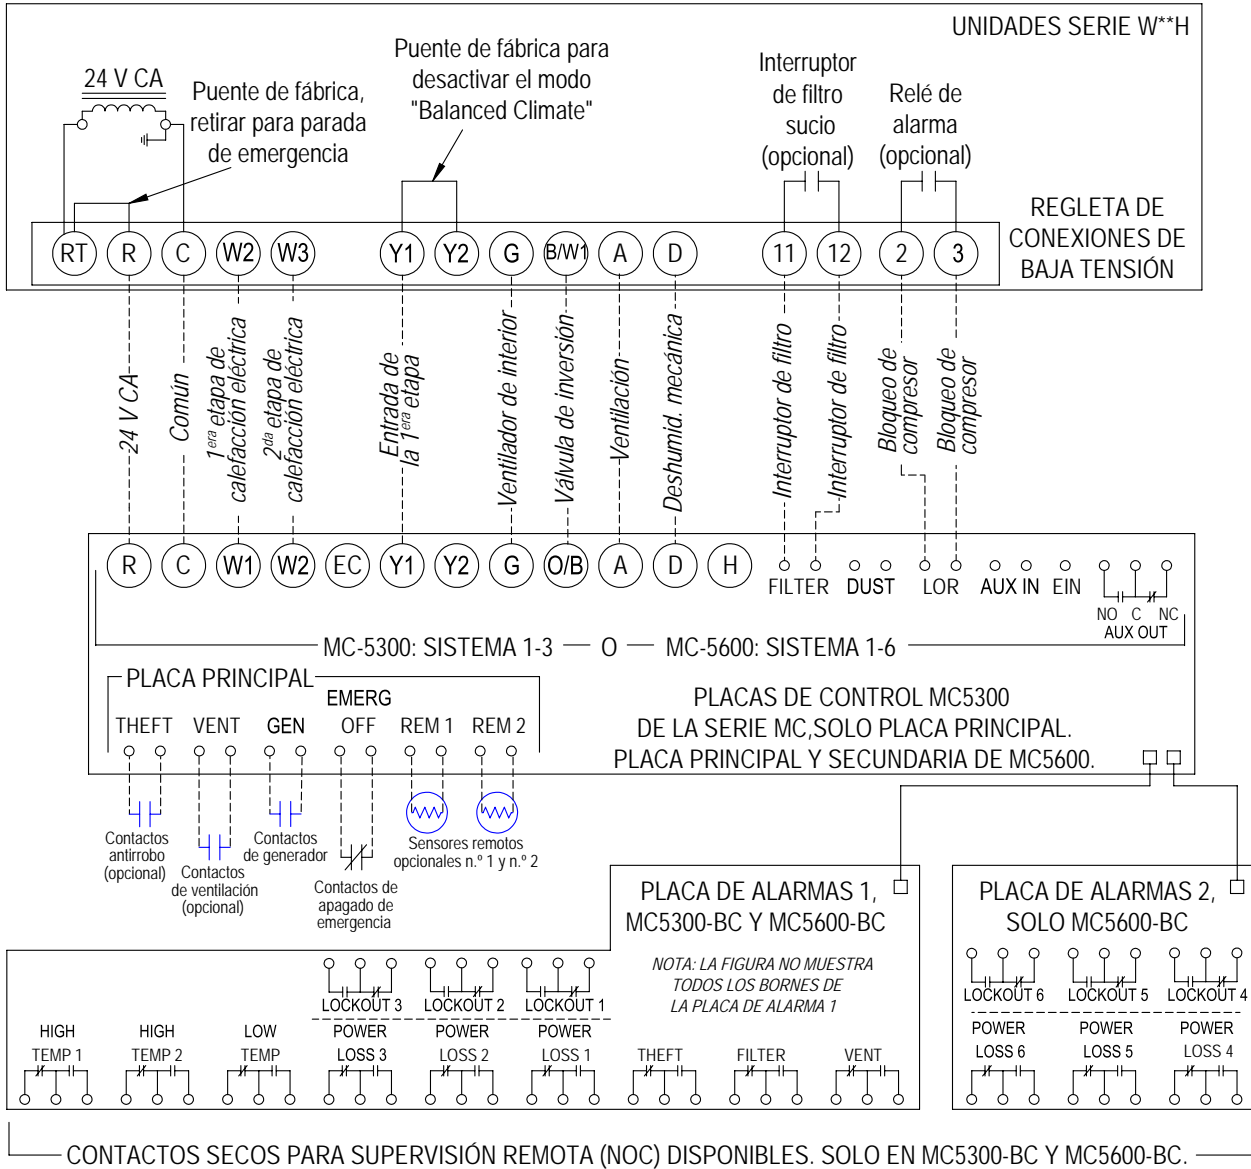 UNIDADES SERIE W**H
24 V CA
Puente de fábrica,
retirar para parada
de emergencia
Puente de fábrica para
desactivar el modo
"Balanced Climate"
Interruptor
de filtro
sucio
(opcional)
Relé de
alarma
(opcional)
REGLETA DE
CONEXIONES DE
BAJA TENSIÓN
RT R C W2 W3 Y1 Y2 G B/W1 A D 11 12 2 3
24 V CA
Común
1era etapa de
calefacción eléctrica
2da etapa de
calefacción eléctrica
Entrada de
la 1era etapa
Ventilador de interior
Válvula de inversión
Ventilación
Deshumid. mecánica
Interruptor de filtro
Interruptor de filtro
Bloqueo de
compresor
Bloqueo de
compresor
R C W1 W2 EC Y1 Y2 G O/B A D H
FILTER DUST LOR AUX IN EIN
NO C NC
AUX OUT
MC-5300: SISTEMA 1-3 O MC-5600: SISTEMA 1-6
PLACA PRINCIPAL
THEFT VENT GEN EMERG
OFF REM 1 REM 2
PLACAS DE CONTROL MC5300
DE LA SERIE MC,SOLO PLACA PRINCIPAL.
PLACA PRINCIPAL Y SECUNDARIA DE MC5600.
Contactos
antirrobo
(opcional)
Contactos
de ventilación
(opcional)
Contactos
de generador
Contactos de
apagado de
emergencia
Sensores remotos
opcionales n.º 1 y n.º 2
PLACA DE ALARMAS 1,
MC5300-BC Y MC5600-BC
NOTA: LA FIGURA NO MUESTRA
TODOS LOS BORNES DE
LA PLACA DE ALARMA 1
LOCKOUT 3 LOCKOUT 2 LOCKOUT 1
HIGH
TEMP 1
HIGH
TEMP 2
LOW
TEMP
POWER
LOSS 3
POWER
LOSS 2
POWER
LOSS 1
THEFT
FILTER
VENT
PLACA DE ALARMAS 2,
SOLO MC5600-BC
LOCKOUT 6 LOCKOUT 5 LOCKOUT 4
POWER
LOSS 6
POWER
LOSS 5
POWER
LOSS 4
CONTACTOS SECOS PARA SUPERVISIÓN REMOTA (NOC) DISPONIBLES. SOLO EN MC5300-BC Y MC5600-BC.